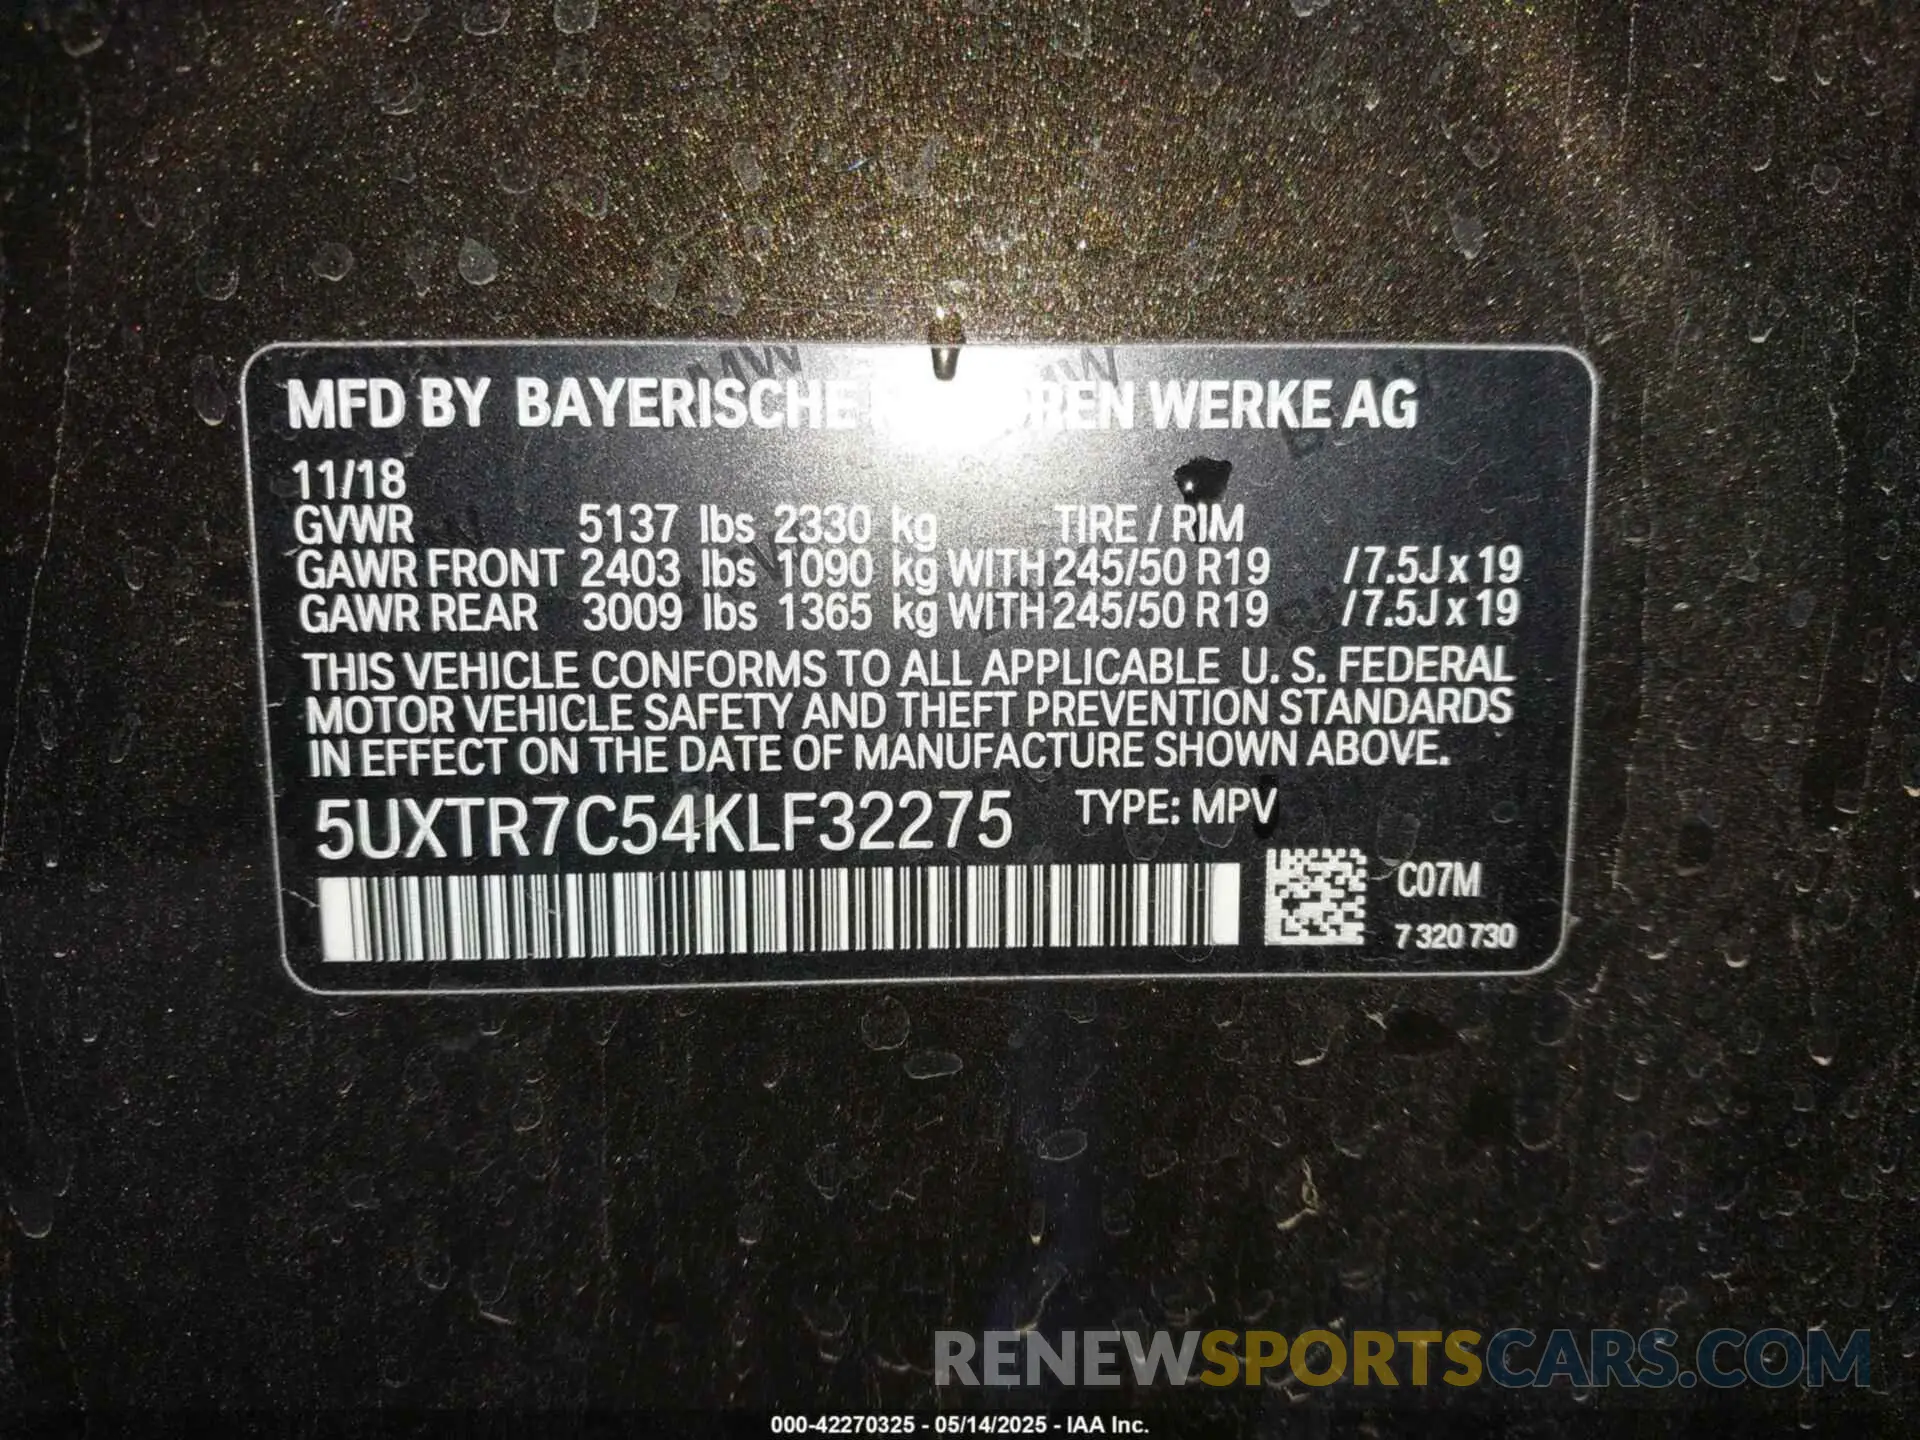 MFD BY BAYERISCHE WERKE AG
11/18
GVWR 5137 lbs 2330 kg TIRE / RIM
GAWR FRONT 2403 lbs 1090 kg WITH 245/50 R19 /7.5J x 19
GAWR REAR 3009 lbs 1365 kg WITH 245/50 R19 /7.5J x 19
THIS VEHICLE CONFORMS TO ALL APPLICABLE U. S. FEDERAL
MOTOR VEHICLE SAFETY AND THEFT PREVENTION STANDARDS
IN EFFECT ON THE DATE OF MANUFACTURE SHOWN ABOVE.
5UXTR7C54KLF32275 TYPE: MPV
C07M
7 320 730
RENEWSPORTSCARS.COM
000-42270325 - 05/14/2025 - IAA Inc.